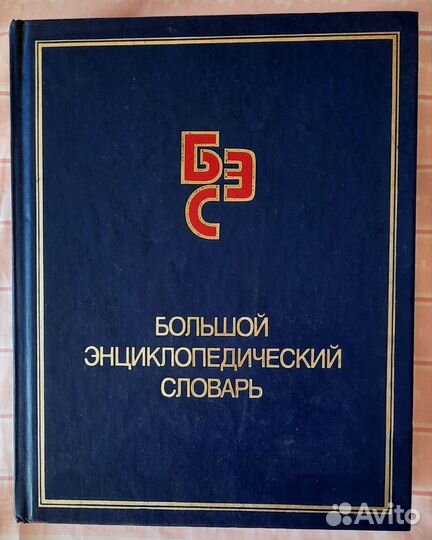 БЭС
БОЛЬШОЙ
ЭНЦИКЛОПЕДИЧЕСКИЙ
СЛОВАРЬ
Avito